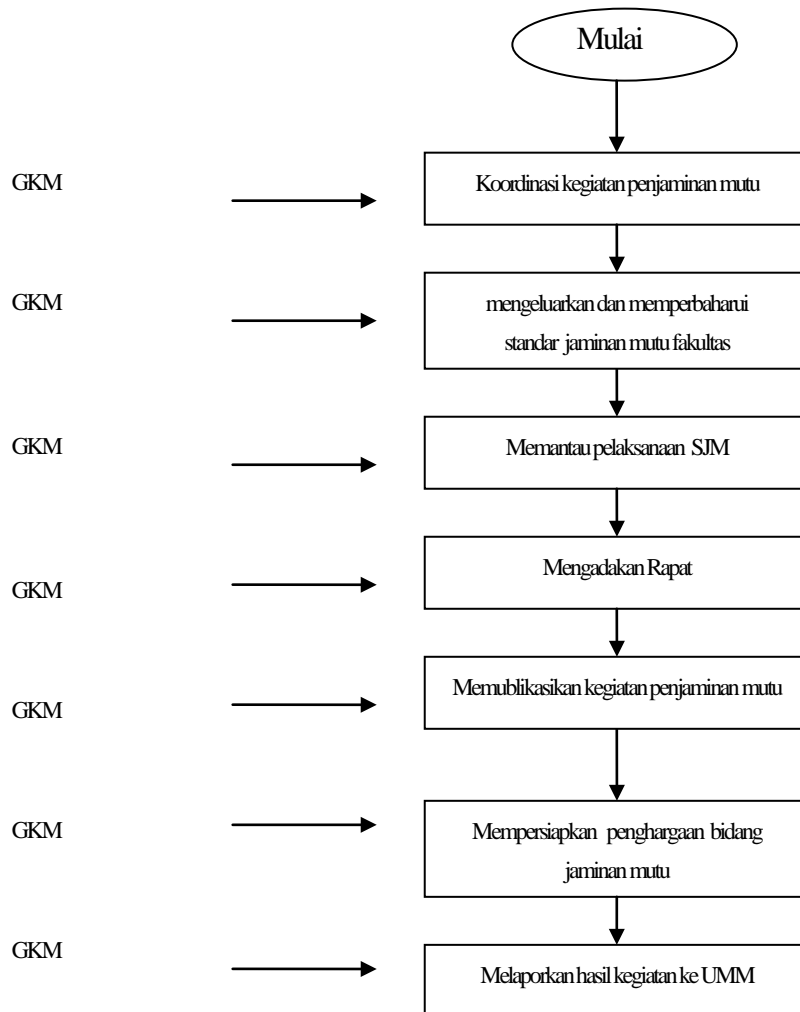 Mulai
GKM
Koordinasi kegiatan penjaminan mutu
GKM
mengeluarkan dan memperbaharui
standar jaminan mutu fakultas
GKM
Memantau pelaksanaan SJM
GKM
Mengadakan Rapat
GKM
Memublikasikan kegiatan penjaminan mutu
GKM
Mempersiapkan penghargaan bidang
jaminan mutu
GKM
Melaporkan hasil kegiatan ke UMM